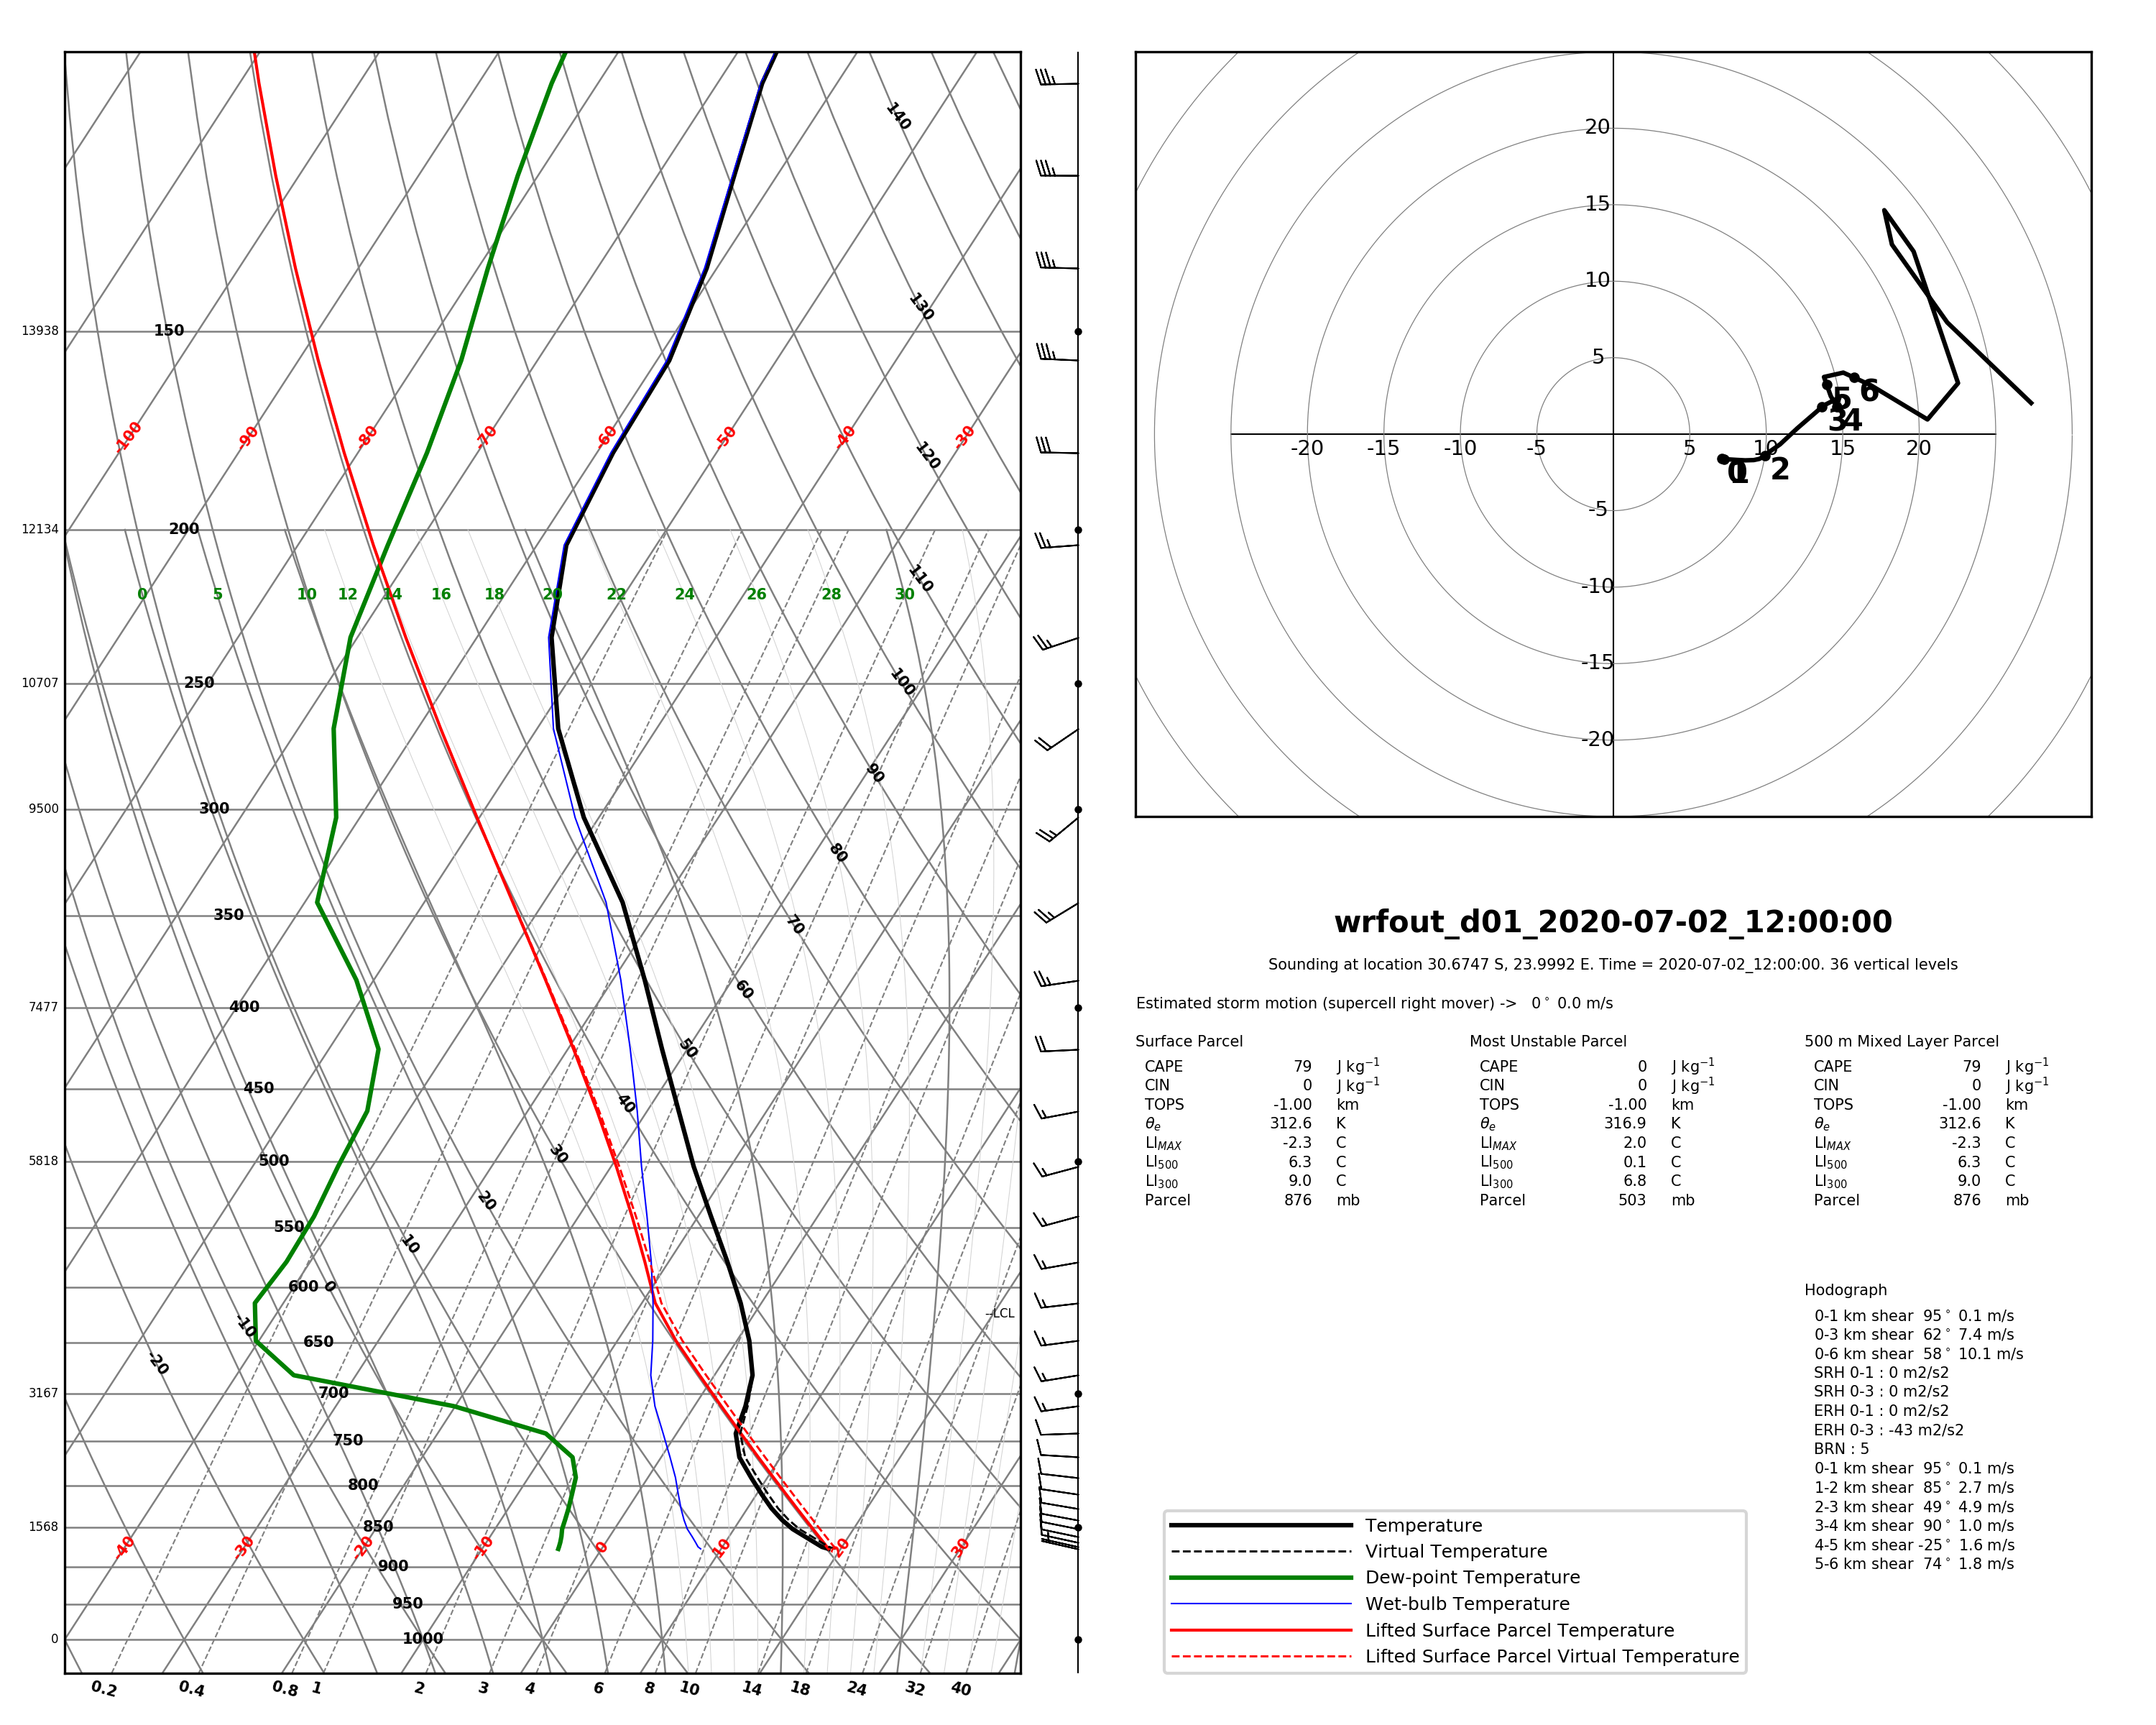 140
130
13938 150
-100 -90 -80 -70 -60 -50 -40 -30
120
12134 200
110
0 5 10 12 14 16 18 20 22 24 26 28 30
10707 250 100
90
9500 300
80
350 70
60
7477 400
50
450 40
5818 500 30
20
550 10
600 0
-10 --LCL
650
-20
3167 700
750
800
1568 850
-40 -30 -20 -10 0 10 20 30
900
950
0 1000
0.2 0.4 0.8 1 2 3 4 6 8 10 14 18 24 32 40
20
15
10
5
-20 -15 -10 -5 5 10 15 20
-5
-10
-15
-20
0 1 2 3 4 5 6
wrfout_d01_2020-07-02_12:00:00
Sounding at location 30.6747 S, 23.9992 E. Time = 2020-07-02_12:00:00. 36 vertical levels
Estimated storm motion (supercell right mover) -> 0° 0.0 m/s
Surface Parcel Most Unstable Parcel 500 m Mixed Layer Parcel
CAPE 79 J kg⁻¹ CAPE 0 J kg⁻¹ CAPE 79 J kg⁻¹
CIN 0 J kg⁻¹ CIN 0 J kg⁻¹ CIN 0 J kg⁻¹
TOPS -1.00 km TOPS -1.00 km TOPS -1.00 km
θₑ 312.6 K θₑ 316.9 K θₑ 312.6 K
LI_MAX -2.3 C LI_MAX 2.0 C LI_MAX -2.3 C
LI₅₀₀ 6.3 C LI₅₀₀ 0.1 C LI₅₀₀ 6.3 C
LI₃₀₀ 9.0 C LI₃₀₀ 6.8 C LI₃₀₀ 9.0 C
Parcel 876 mb Parcel 503 mb Parcel 876 mb
Hodograph
0-1 km shear 95° 0.1 m/s
0-3 km shear 62° 7.4 m/s
0-6 km shear 58° 10.1 m/s
SRH 0-1 : 0 m2/s2
SRH 0-3 : 0 m2/s2
ERH 0-1 : 0 m2/s2
ERH 0-3 : -43 m2/s2
BRN : 5
0-1 km shear 95° 0.1 m/s
1-2 km shear 85° 2.7 m/s
2-3 km shear 49° 4.9 m/s
3-4 km shear 90° 1.0 m/s
4-5 km shear -25° 1.6 m/s
5-6 km shear 74° 1.8 m/s
Temperature
Virtual Temperature
Dew-point Temperature
Wet-bulb Temperature
Lifted Surface Parcel Temperature
Lifted Surface Parcel Virtual Temperature